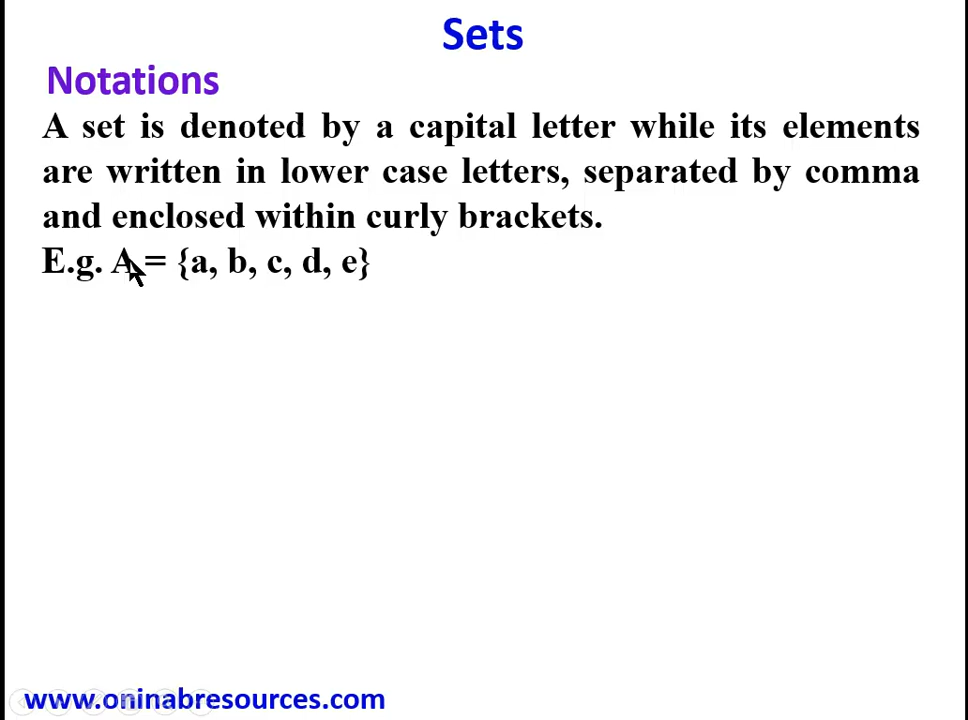 Sets
Notations
A set is denoted by a capital letter while its elements
are written in lower case letters, separated by comma
and enclosed within curly brackets.
E.g. A = {a, b, c, d, e}
www.oninabresources.com